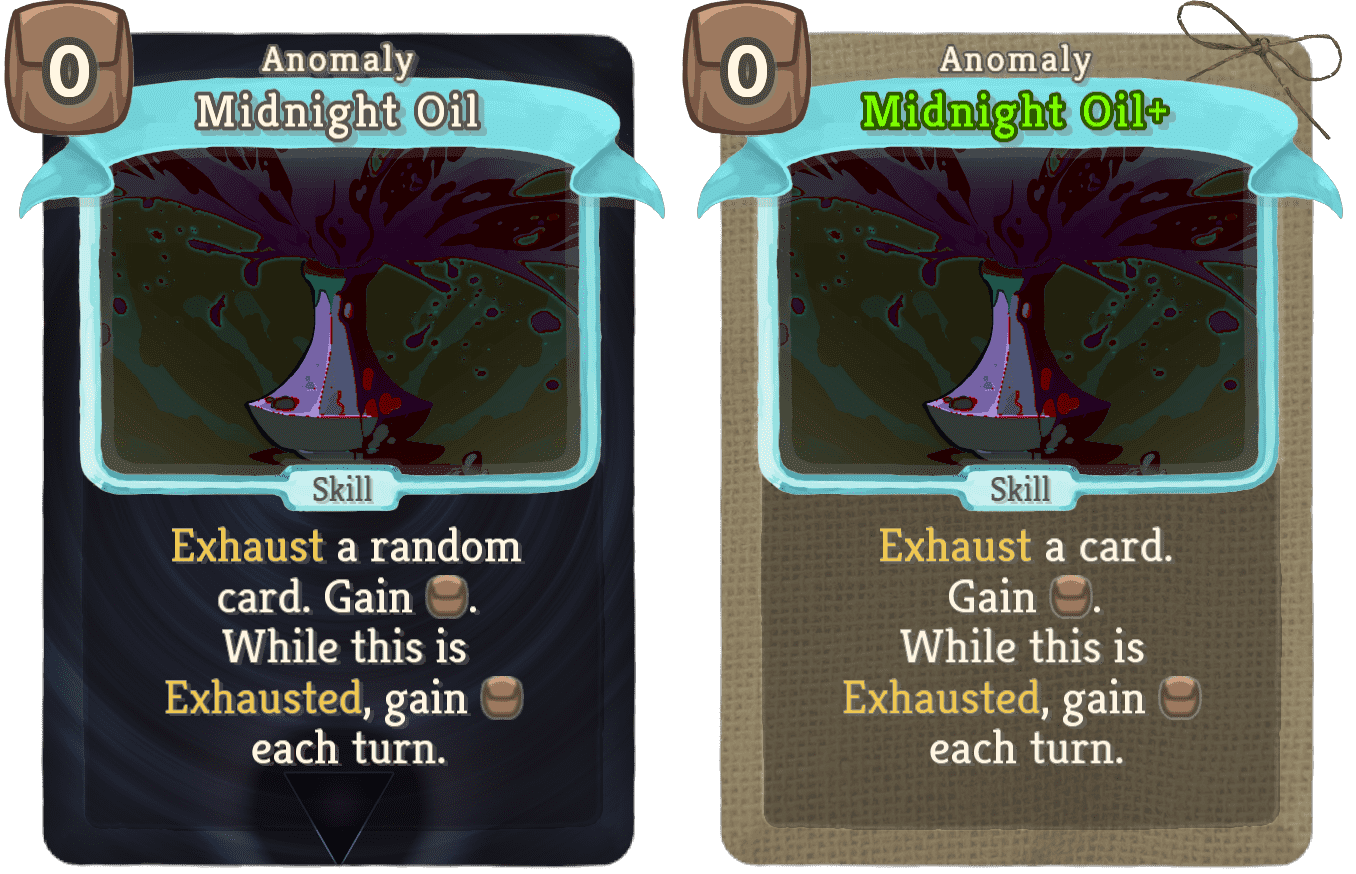 0
Anomaly
Midnight Oil
Skill
Exhaust a random
card. Gain .
While this is
Exhausted, gain
each turn.
0
Anomaly
Midnight Oil+
Skill
Exhaust a card.
Gain .
While this is
Exhausted, gain
each turn.